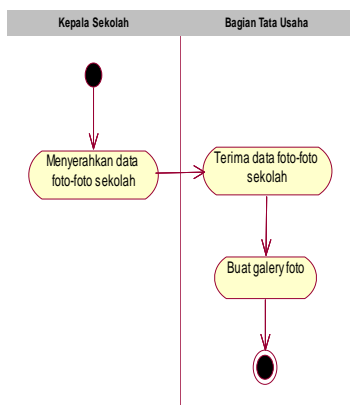 Kepala Sekolah
Bagian Tata Usaha
Menyerahkan data
foto-foto sekolah
Terima data foto-foto
sekolah
Buat galery foto